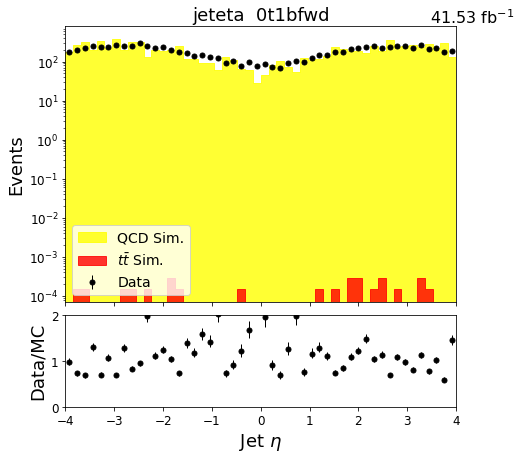 jeteta 0t1bfwd
41.53 fb⁻¹
Events
10²
10¹
10⁰
10⁻¹
10⁻²
10⁻³
10⁻⁴
QCD Sim.
tt̄ Sim.
Data
Data/MC
2
1
0
−4 −3 −2 −1 0 1 2 3 4
Jet η